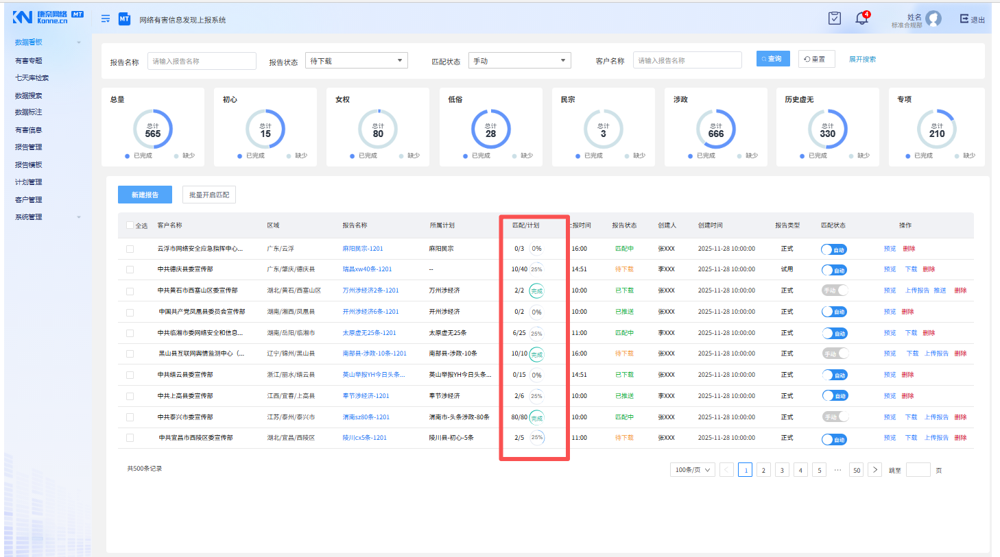 康奈网络 MT
Konne.cn
MT 网络有害信息发现上报系统
4
姓名
标准合规部
退出
数据看板
有害专题
七天库检索
数据搜索
数据标注
有害信息
报告管理
报告模板
计划管理
客户管理
系统管理
报告名称 请输入报告名称 报告状态 待下载 匹配状态 手动 客户名称 请输入报告名称 查询 重置 展开搜索
总量 初心 女权 低俗 民宗 涉政 历史虚无 专项
总计 总计 总计 总计 总计 总计 总计 总计
565 15 80 28 3 666 330 210
已完成 缺少 已完成 缺少 已完成 缺少 已完成 缺少 已完成 缺少 已完成 缺少 已完成 缺少 已完成 缺少
新建报告 批量开启匹配
全选 客户名称 区域 报告名称 所属计划 匹配/计划 上报时间 报告状态 创建人 创建时间 报告类型 匹配状态 操作
云浮市网络安全应急指挥中心... 广东/云浮 麻阳民宗-1201 麻阳民宗 0/3 0% 16:00 匹配中 张XXX 2025-11-28 10:00:00 正式 自动 预览 删除
中共德庆县委宣传部 广东/肇庆/德庆县 瑞昌xw40条-1201 -- 10/40 25% 14:51 待下载 李XXX 2025-11-28 10:00:00 试用 自动 预览 下载 删除
中共黄石市西塞山区委宣传部 湖北/黄石/西塞山区 万州涉经济2条-1201 万州涉经济 2/2 完成 10:00 已下载 张XXX 2025-11-28 10:00:00 正式 手动 预览 上传报告 推送 删除
中国共产党凤凰县委员会宣传部 湖南/湘西/凤凰县 开州涉经济6条-1201 开州涉经济 0/2 0% 10:00 已推送 张XXX 2025-11-28 10:00:00 正式 自动 预览 删除
中共临湘市委网络安全和信息... 湖南/岳阳/临湘市 太原虚无25条-1201 太原虚无25条 6/25 25% 11:00 匹配中 张XXX 2025-11-28 10:00:00 正式 自动 预览 下载 删除
黑山县互联网舆情监测中心（... 辽宁/锦州/黑山县 南部县-涉政-10条-1201 南部县-涉政-10条 10/10 完成 16:00 待下载 张XXX 2025-11-28 10:00:00 正式 手动 预览 下载 上传报告 删除
中共缙云县委宣传部 浙江/丽水/缙云县 英山举报YH今日头条... 英山举报YH今日头条... 0/15 0% 14:51 已下载 张XXX 2025-11-28 10:00:00 正式 自动 预览 删除
中共上高县委宣传部 江西/宜春/上高县 奉节涉经济-1201 奉节涉经济 2/6 25% 10:00 已推送 李XXX 2025-11-28 10:00:00 正式 自动 预览 删除
中共泰兴市委宣传部 江苏/泰州/泰兴市 渭南sz80条-1201 渭南市-头条涉政-80条 80/80 完成 10:00 匹配中 张XXX 2025-11-28 10:00:00 正式 手动 预览 下载 上传报告 删除
中共宜昌市西陵区委宣传部 湖北/宜昌/西陵区 陵川cx5条-1201 陵川县-初心-5条 2/5 25% 11:00 待下载 张XXX 2025-11-28 10:00:00 正式 自动 预览 下载 上传报告 删除
共500条记录 100条/页 1 2 3 4 5 ··· 50 跳至 页